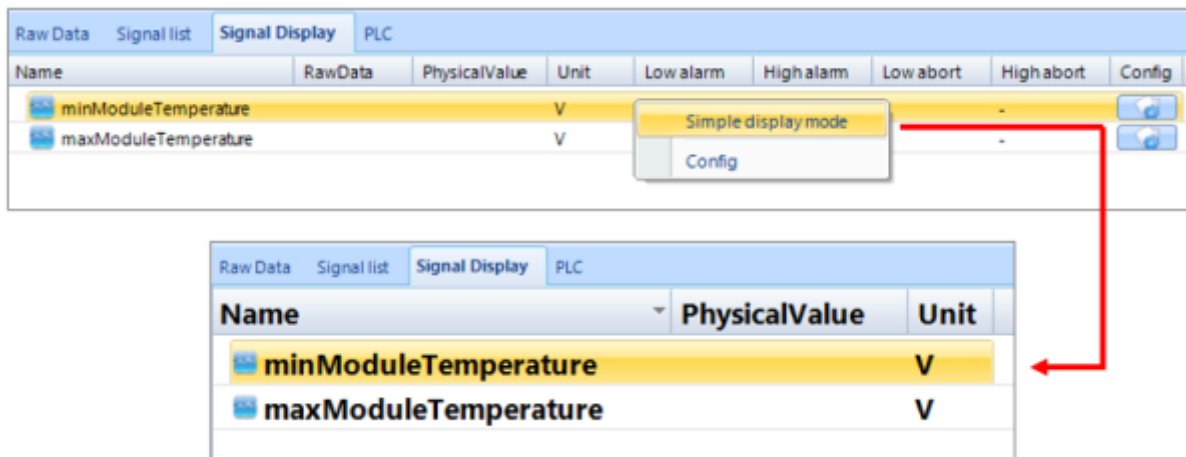 Raw Data Signal list Signal Display PLC
Name RawData PhysicalValue Unit Low alarm High alarm Low abort High abort Config
minModuleTemperature V -
Simple display mode
maxModuleTemperature V -
Config
Raw Data Signal list Signal Display PLC
Name PhysicalValue Unit
minModuleTemperature V
maxModuleTemperature V